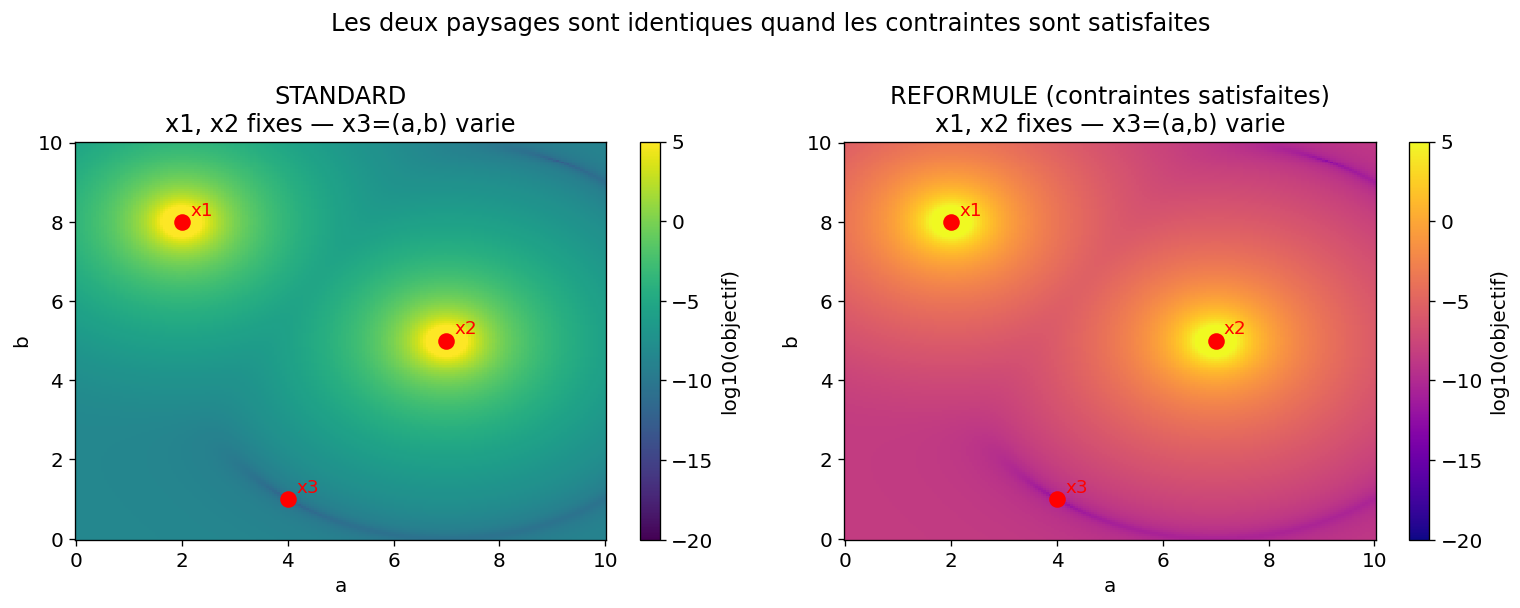 Les deux paysages sont identiques quand les contraintes sont satisfaites
STANDARD
x1, x2 fixes — x3=(a,b) varie
10
8
6
4
2
0
0
2
4
6
8
10
a
b
x1
x2
x3
5
0
−5
−10
−15
−20
log10(objectif)
REFORMULE (contraintes satisfaites)
x1, x2 fixes — x3=(a,b) varie
10
8
6
4
2
0
0
2
4
6
8
10
a
b
x1
x2
x3
5
0
−5
−10
−15
−20
log10(objectif)